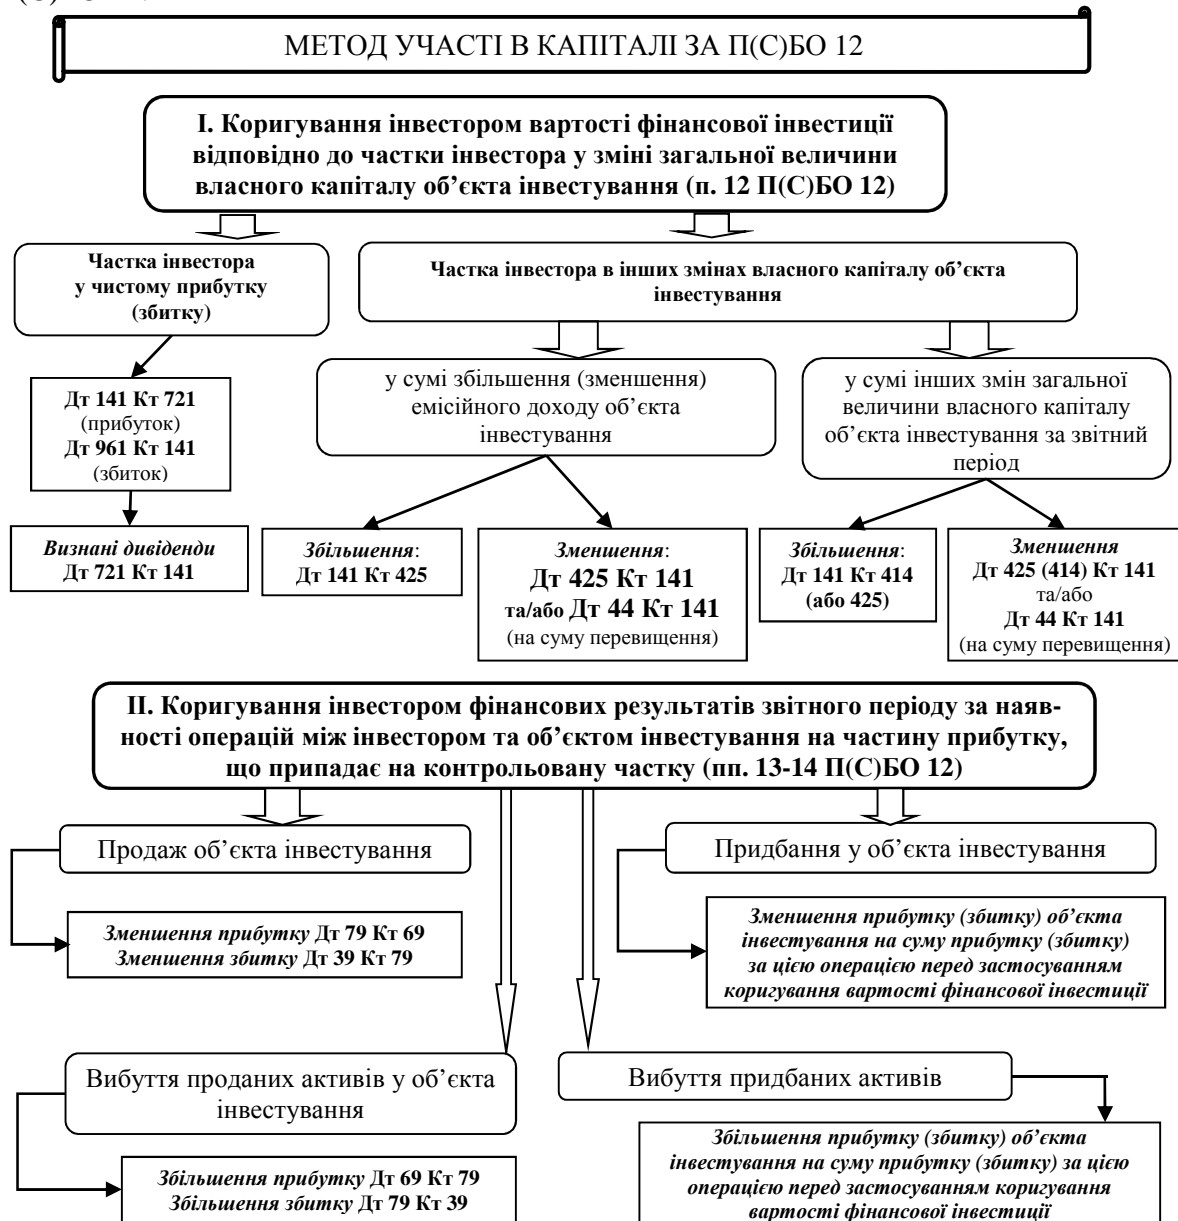 МЕТОД УЧАСТІ В КАПІТАЛІ ЗА П(С)БО 12
І. Коригування інвестором вартості фінансової інвестиції
відповідно до частки інвестора у зміні загальної величини
власного капіталу об’єкта інвестування (п. 12 П(С)БО 12)
Частка інвестора
у чистому прибутку
(збитку)
Частка інвестора в інших змінах власного капіталу об’єкта
інвестування
Дт 141 Кт 721
(прибуток)
Дт 961 Кт 141
(збиток)
у сумі збільшення (зменшення)
емісійного доходу об’єкта
інвестування
у сумі інших змін загальної
величини власного капіталу
об’єкта інвестування за звітний
період
Визнані дивіденди
Дт 721 Кт 141
Збільшення:
Дт 141 Кт 425
Зменшення:
Дт 425 Кт 141
та/або Дт 44 Кт 141
(на суму перевищення)
Збільшення:
Дт 141 Кт 414
(або 425)
Зменшення
Дт 425 (414) Кт 141
та/або
Дт 44 Кт 141
(на суму перевищення)
ІІ. Коригування інвестором фінансових результатів звітного періоду за наяв-
ності операцій між інвестором та об’єктом інвестування на частину прибутку,
що припадає на контрольовану частку (пп. 13-14 П(С)БО 12)
Продаж об’єкта інвестування
Придбання у об’єкта інвестування
Зменшення прибутку Дт 79 Кт 69
Зменшення збитку Дт 39 Кт 79
Зменшення прибутку (збитку) об’єкта
інвестування на суму прибутку (збитку)
за цією операцією перед застосуванням
коригування вартості фінансової інвестиції
Вибуття проданих активів у об’єкта
інвестування
Вибуття придбаних активів
Збільшення прибутку Дт 69 Кт 79
Збільшення збитку Дт 79 Кт 39
Збільшення прибутку (збитку) об’єкта
інвестування на суму прибутку (збитку) за цією
операцією перед застосуванням коригування
вартості фінансової інвестиції